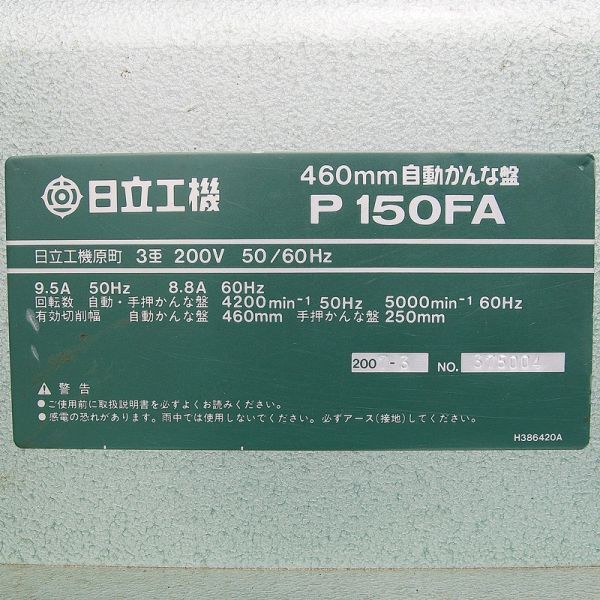 日立工機
460mm自動かんな盤
P 150FA
日立工機原町 3〒 200V 50/60Hz
9.5A 50Hz 8.8A 60Hz
回転数 自動・手押かんな盤 4200min⁻¹ 50Hz 5000min⁻¹ 60Hz
有効切削幅 自動かんな盤 460mm 手押かんな盤 250mm
200 -3 NO.
⚠ 警告
●ご使用前に取扱説明書を必ずよくお読みください。
●感電の恐れがあります。雨中では使用しないでください。必ずアース(接地)してください。
H386420A